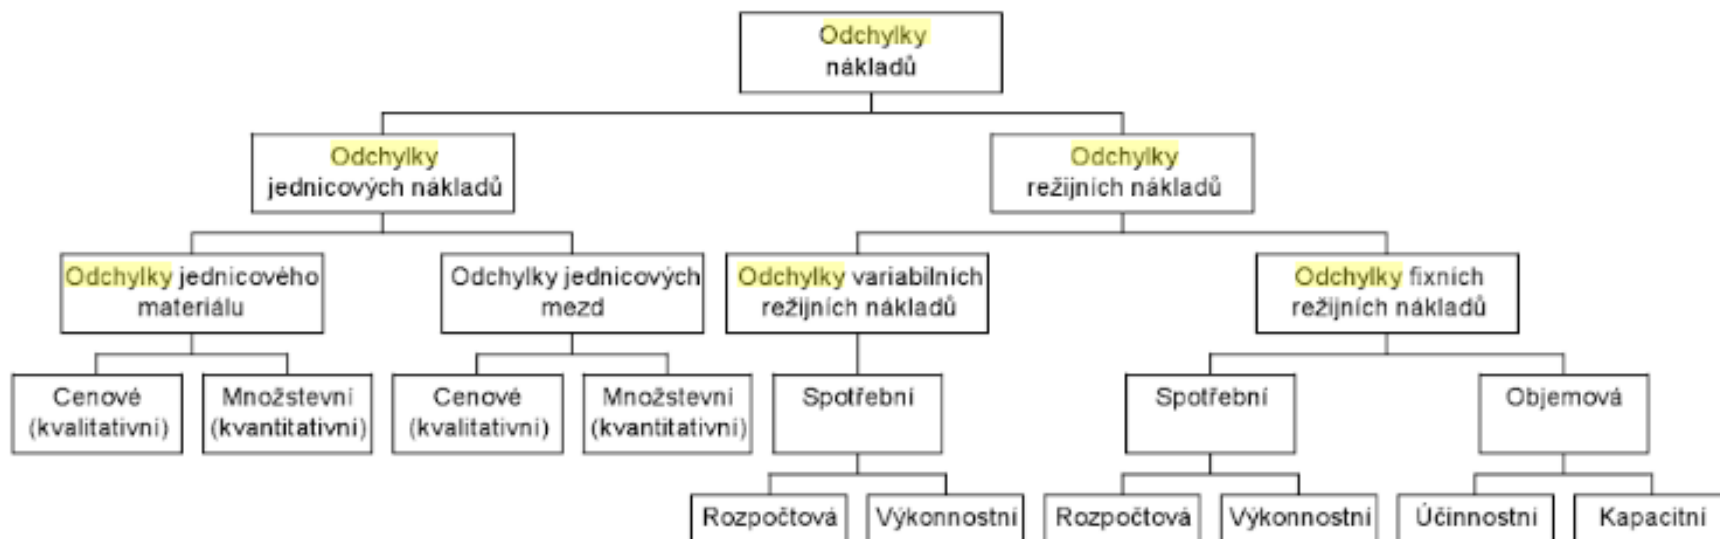 Odchylky
nákladů
Odchylky
jednicových nákladů
Odchylky
režijních nákladů
Odchylky jednicového
materiálu
Odchylky jednicových
mezd
Odchylky variabilních
režijních nákladů
Odchylky fixních
režijních nákladů
Cenové
(kvalitativní)
Množstevní
(kvantitativní)
Cenové
(kvalitativní)
Množstevní
(kvantitativní)
Spotřební
Spotřební
Objemová
Rozpočtová
Výkonnostní
Rozpočtová
Výkonnostní
Účinnostní
Kapacitní